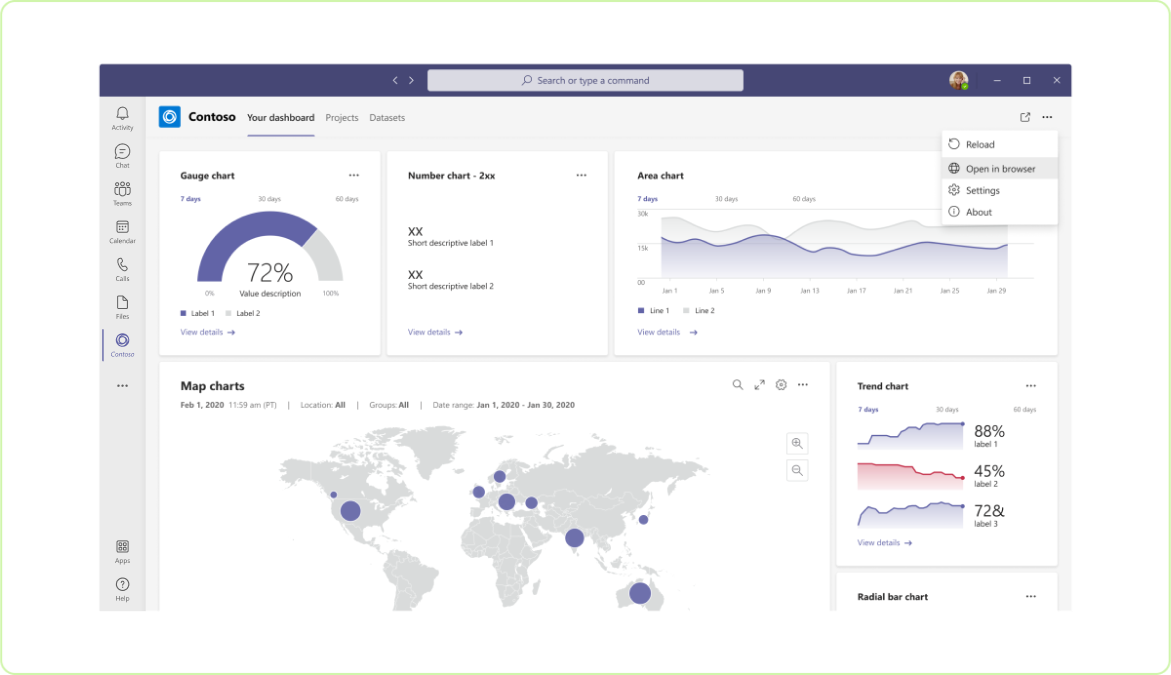 Search or type a command
Activity
Chat
Teams
Calendar
Calls
Files
Contoso
Apps
Help
Contoso Your dashboard Projects Datasets
Reload
Open in browser
Settings
About
Gauge chart
7 days 30 days 60 days
72%
0% Value description 100%
Label 1 Label 2
View details
Number chart - 2xx
XX
Short descriptive label 1
XX
Short descriptive label 2
View details
Area chart
7 days 30 days 60 days
30k
15k
00
Jan 1 Jan 5 Jan 9 Jan 13 Jan 17 Jan 21 Jan 25 Jan 29
Line 1 Line 2
View details
Map charts
Feb 1, 2020 11:59 am (PT) | Location: All | Groups: All | Date range: Jan 1, 2020 - Jan 30, 2020
Trend chart
7 days 30 days 60 days
88%
label 1
45%
label 2
72&
label 3
View details
Radial bar chart